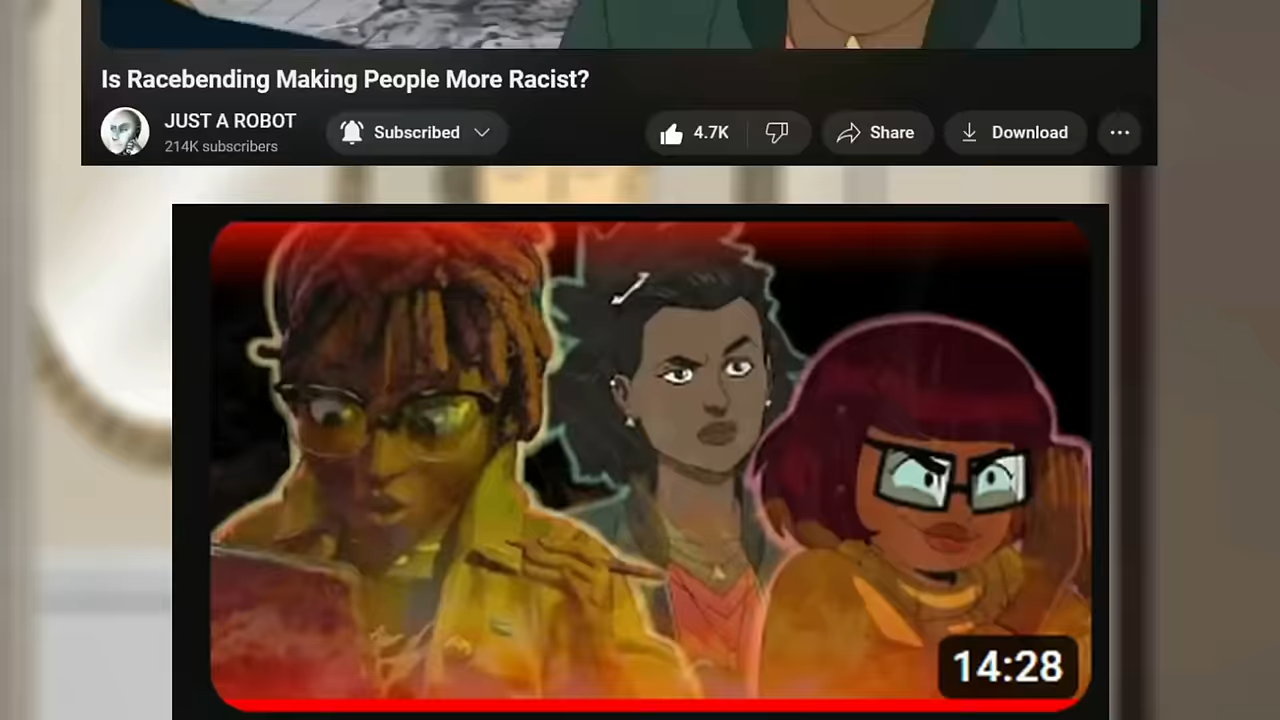 Is Racebending Making People More Racist?
JUST A ROBOT
214K subscribers
Subscribed
4.7K
Share
Download
14:28